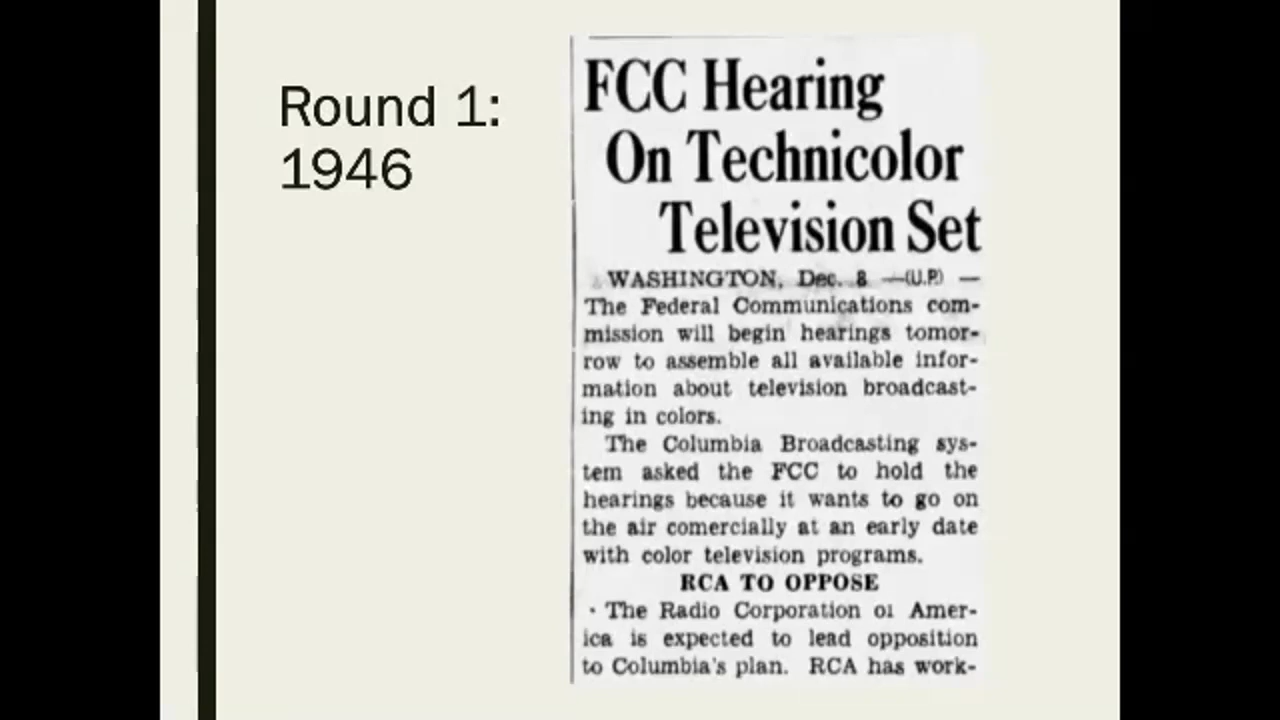 Round 1:
1946
FCC Hearing
On Technicolor
Television Set
WASHINGTON, Dec. 8 —(U.P.) —
The Federal Communications com-
mission will begin hearings tomor-
row to assemble all available infor-
mation about television broadcast-
ing in colors.
The Columbia Broadcasting sys-
tem asked the FCC to hold the
hearings because it wants to go on
the air comercially at an early date
with color television programs.
RCA TO OPPOSE
The Radio Corporation of Amer-
ica is expected to lead opposition
to Columbia's plan. RCA has work-